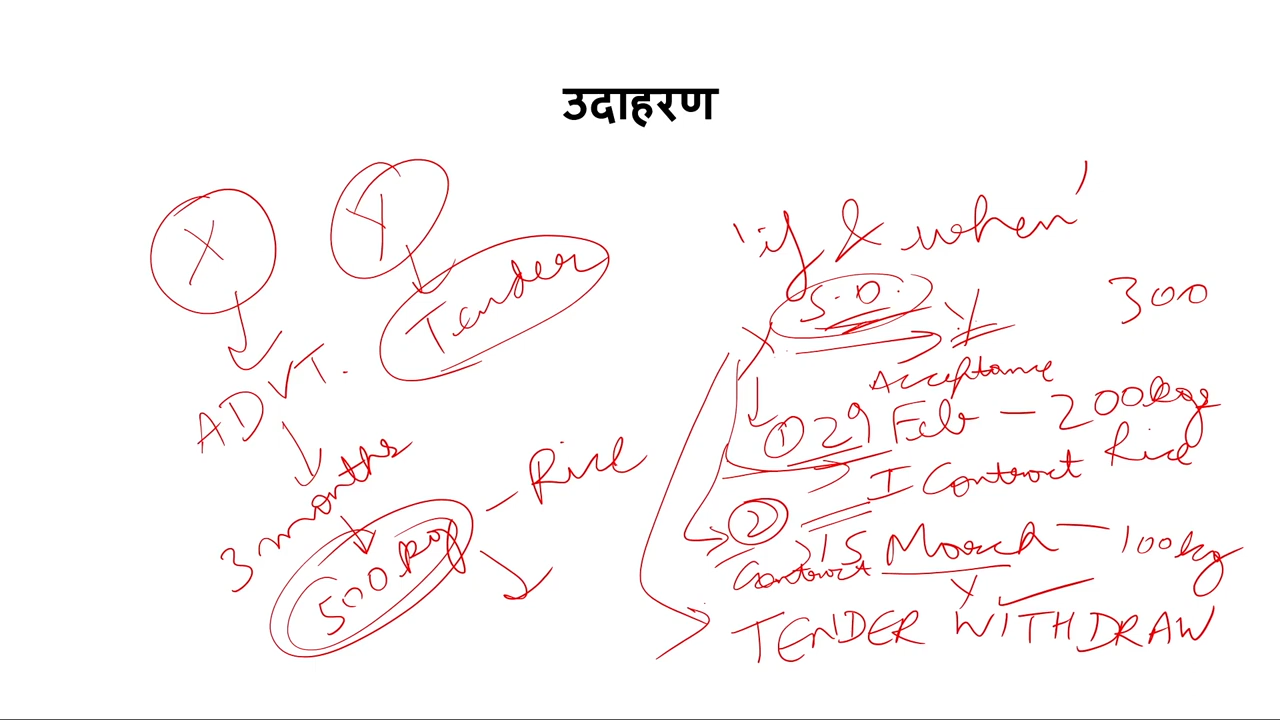 उदाहरण
X
Y
ADVT.
Tender
3 months
500 kg - Rice
'if & when'
S.O.
300
X
Y
Acceptance
① 29 Feb - 200 kgs
I Contract Rice
②
Contract
15 March - 100 kg
Y
TENDER WITHDRAW